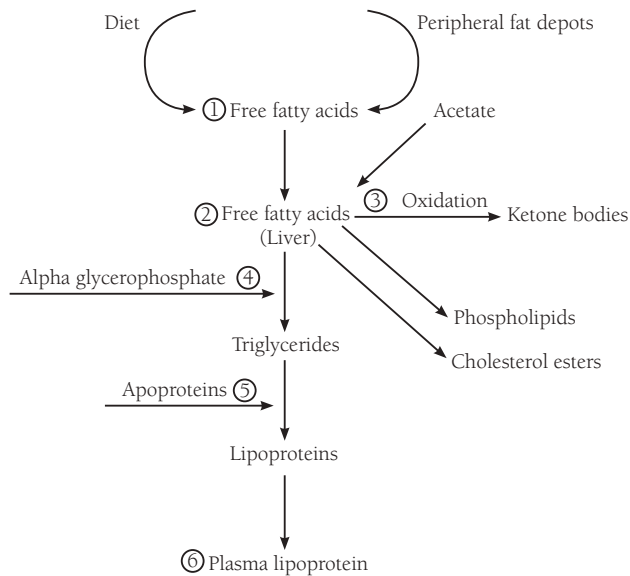 Diet
Peripheral fat depots
① Free fatty acids
Acetate
③ Oxidation
② Free fatty acids
(Liver)
Ketone bodies
Alpha glycerophosphate ④
Phospholipids
Triglycerides
Cholesterol esters
Apoproteins ⑤
Lipoproteins
⑥ Plasma lipoprotein